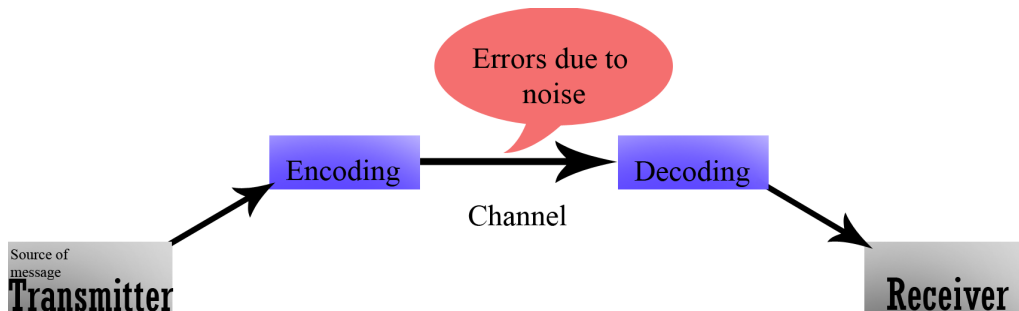 Errors due to
noise
Encoding
Decoding
Channel
Source of
message
Transmitter
Receiver